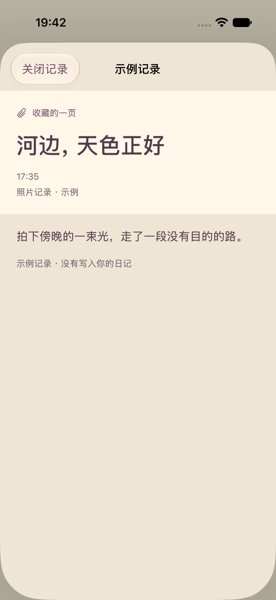 19:42
关闭记录
示例记录
收藏的一页
河边，天色正好
17:35
照片记录 · 示例
拍下傍晚的一束光，走了一段没有目的的路。
示例记录 · 没有写入你的日记